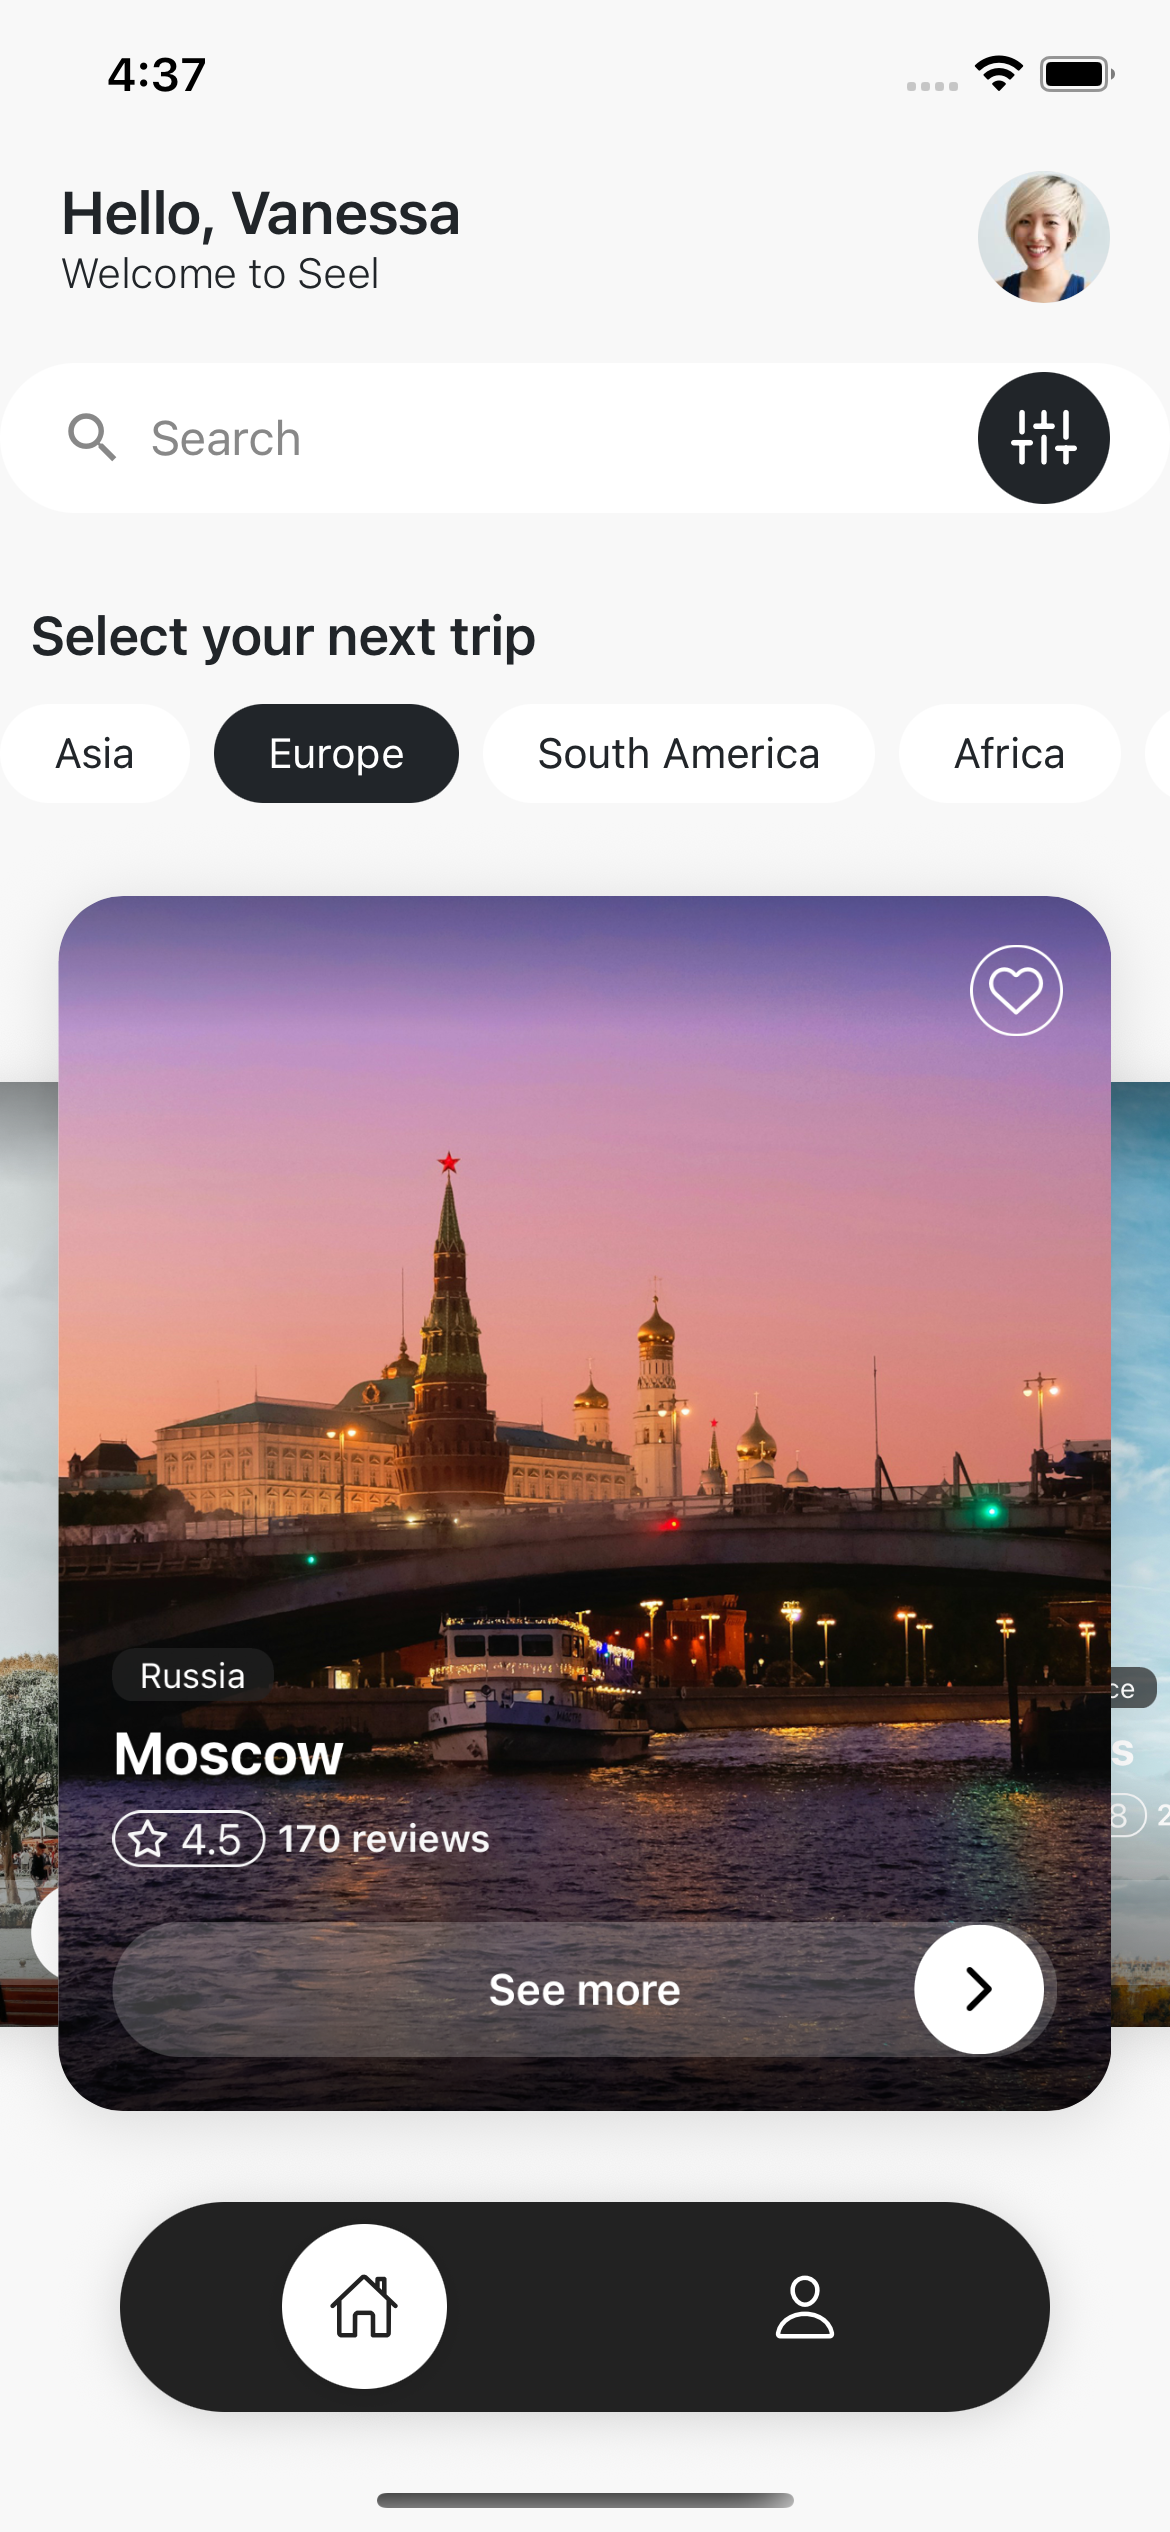 4:37
Hello, Vanessa
Welcome to Seel
Search
Select your next trip
Asia
Europe
South America
Africa
Russia
Moscow
4.5
170 reviews
See more
ce
s
8
2